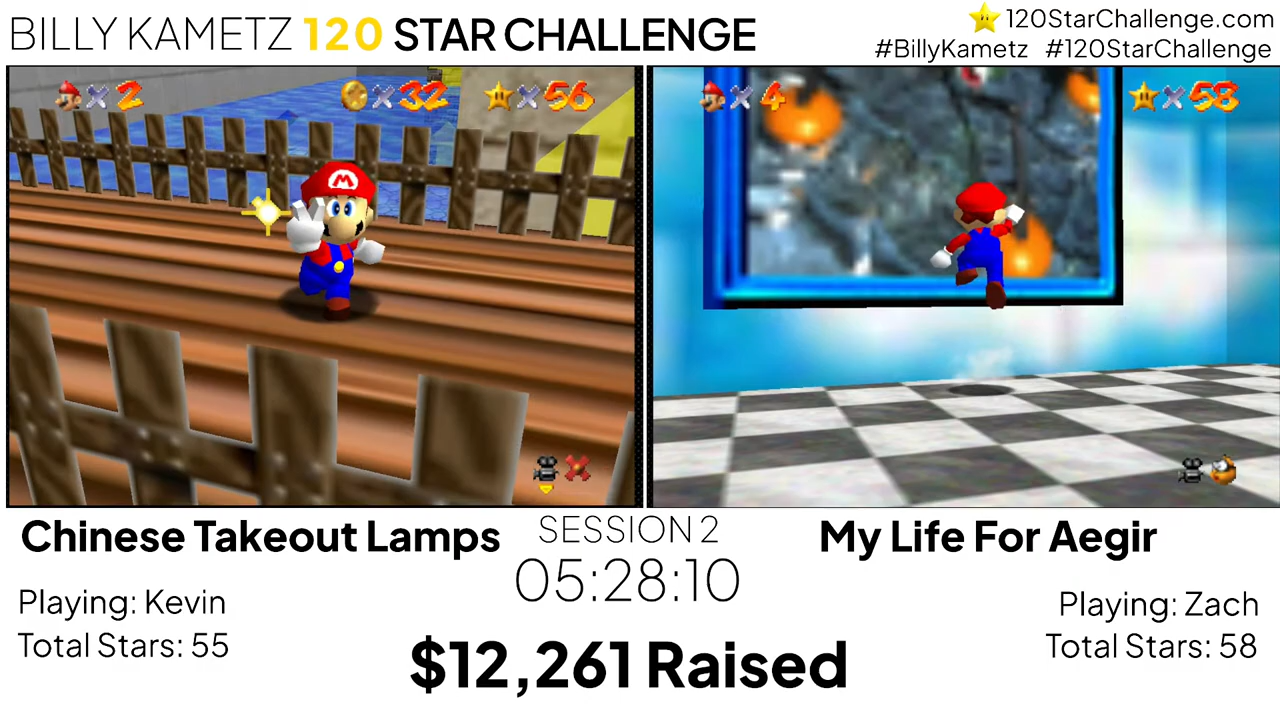 BILLY KAMETZ 120 STAR CHALLENGE
120StarChallenge.com
#BillyKametz #120StarChallenge
× 2
× 32
× 56
× 4
× 58
M
Chinese Takeout Lamps
SESSION 2
My Life For Aegir
05:28:10
Playing: Kevin
Total Stars: 55
Playing: Zach
Total Stars: 58
$12,261 Raised